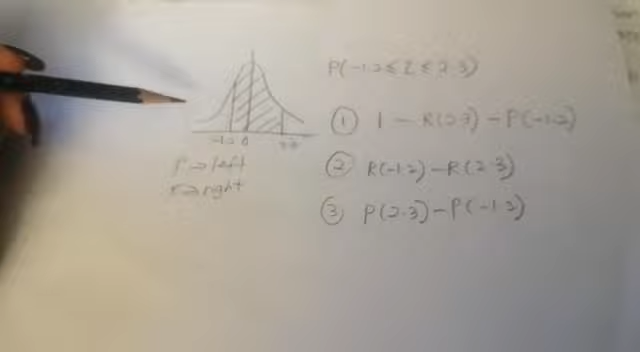 P(-1.2 ≤ Z ≤ 2.3)
① 1 - R(2.3) - P(-1.2)
-1.2 0 2.3
P → left
② R(-1.2) - R(2.3)
r → right
③ P(2.3) - P(-1.2)